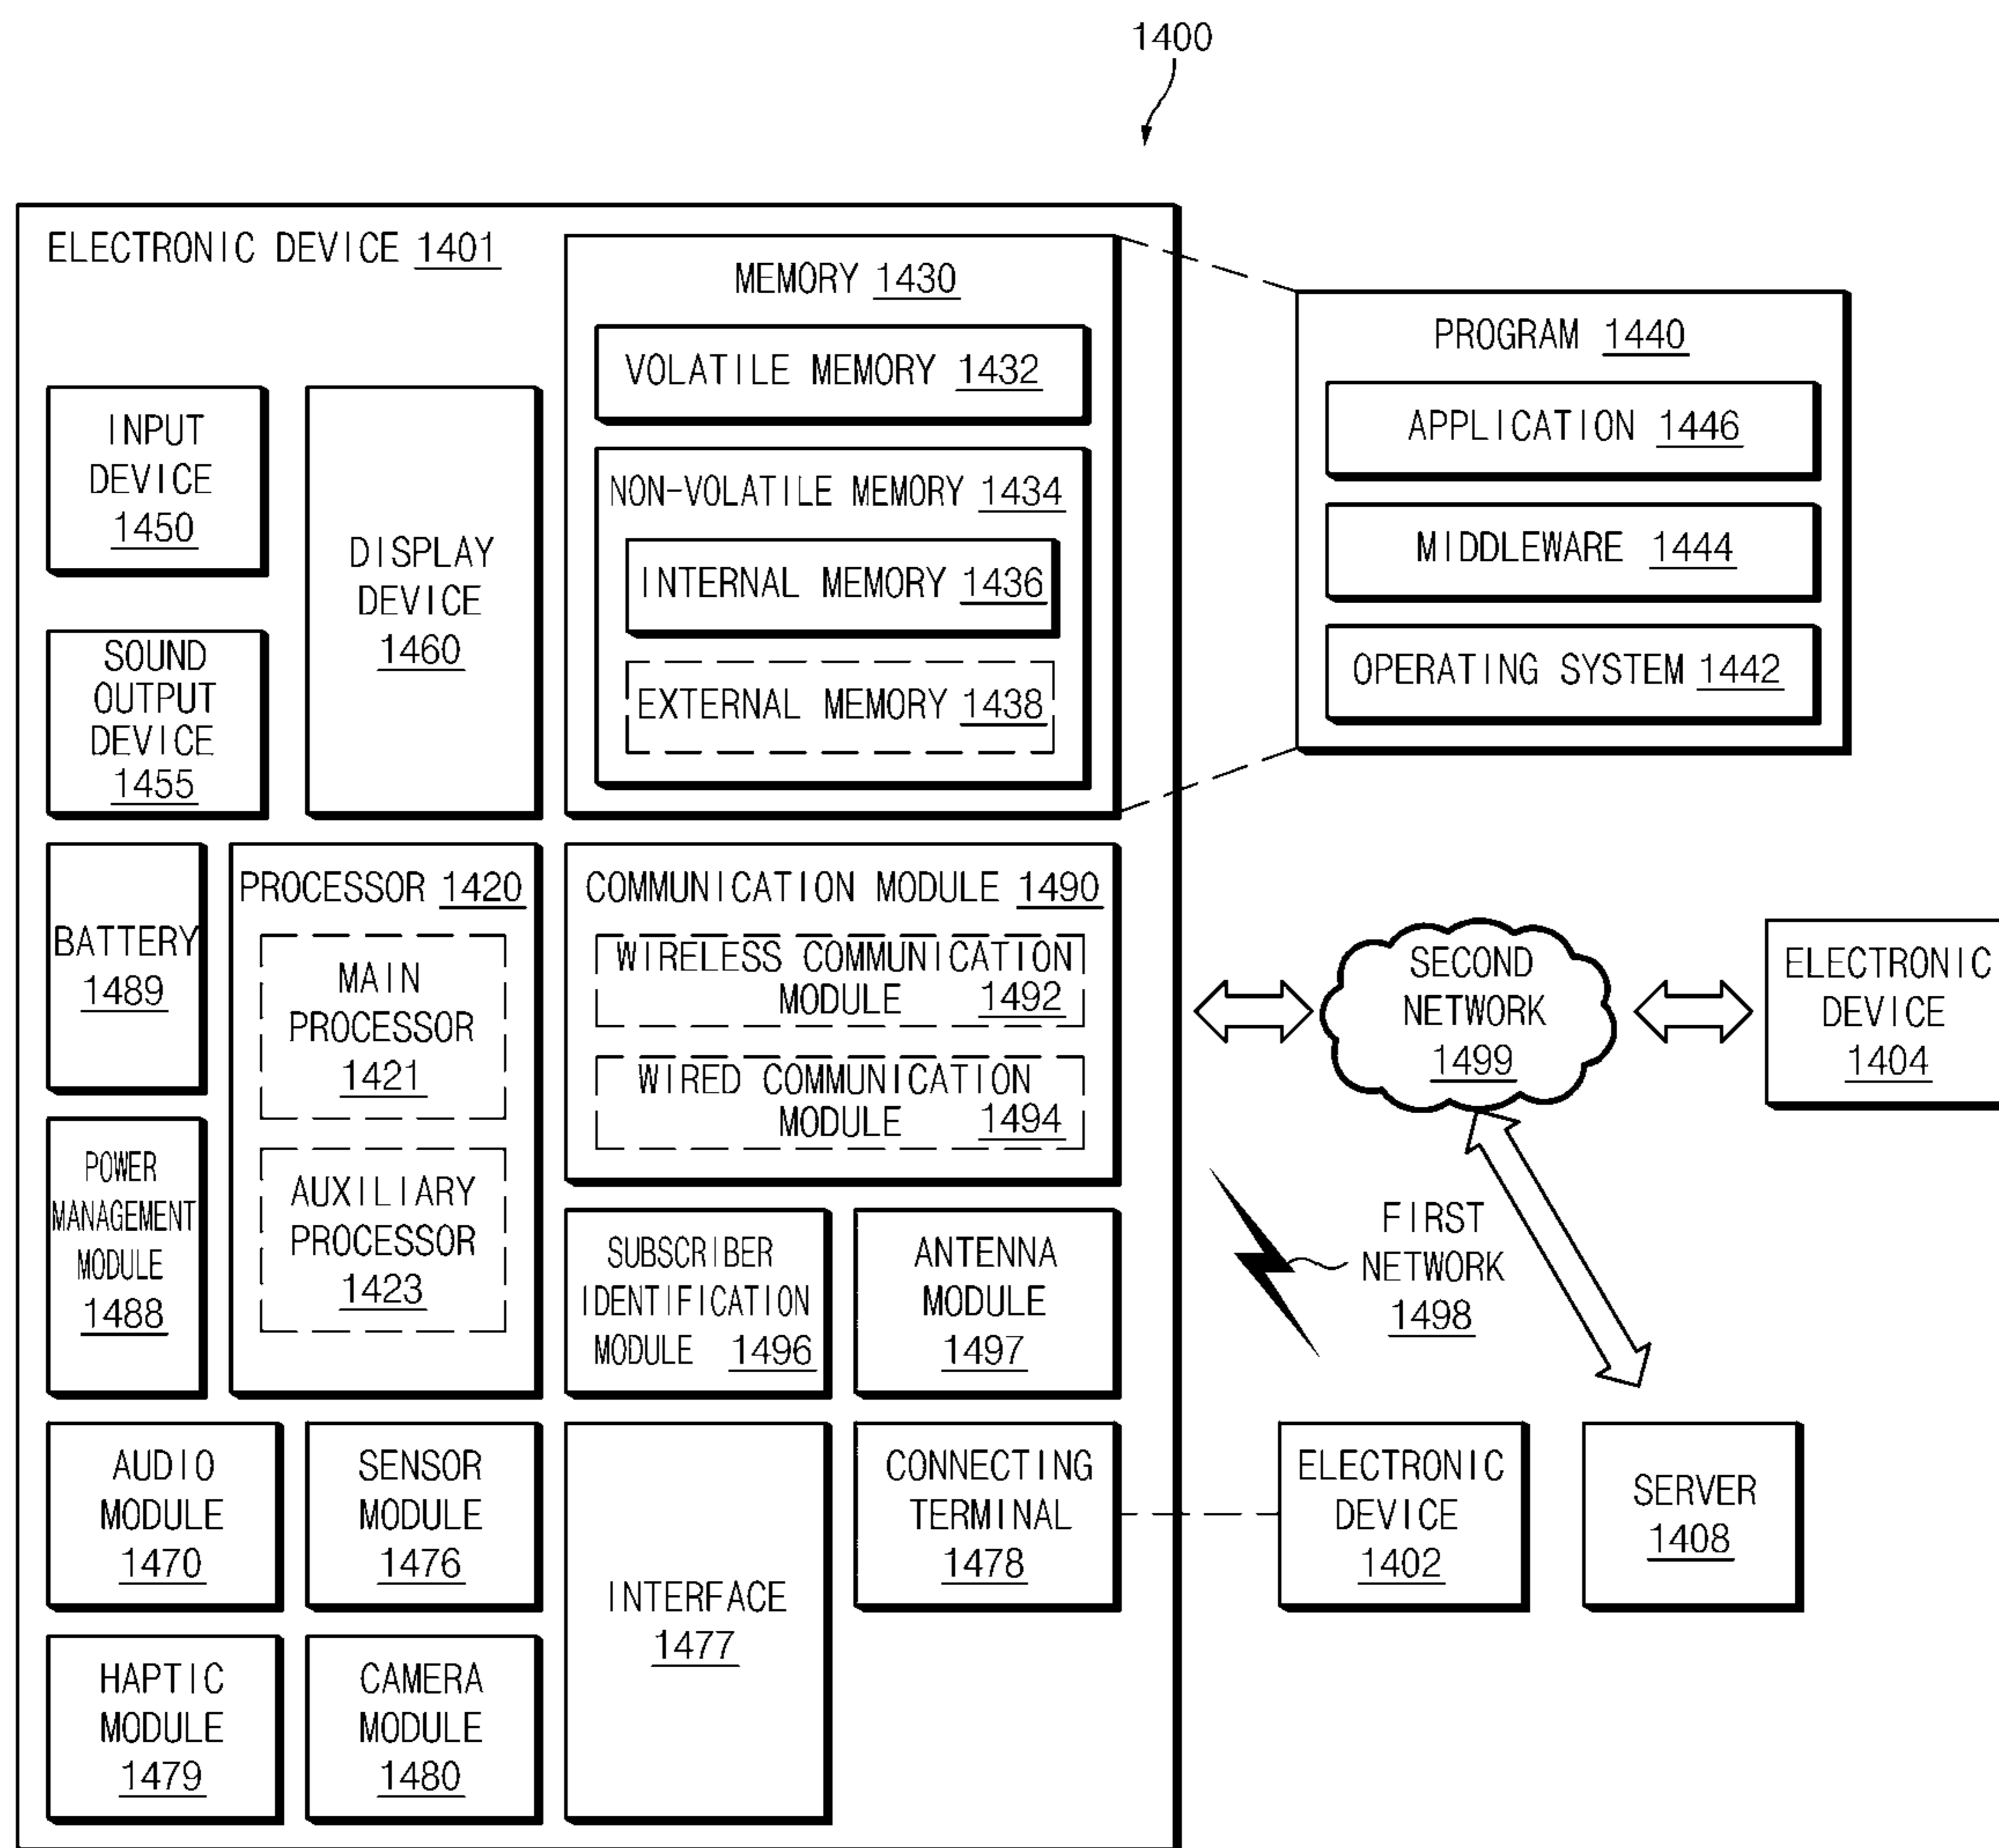 1400
ELECTRONIC DEVICE 1401
MEMORY 1430
VOLATILE MEMORY 1432
NON-VOLATILE MEMORY 1434
INTERNAL MEMORY 1436
EXTERNAL MEMORY 1438
PROGRAM 1440
APPLICATION 1446
MIDDLEWARE 1444
OPERATING SYSTEM 1442
INPUT
DEVICE
1450
SOUND
OUTPUT
DEVICE
1455
DISPLAY
DEVICE
1460
BATTERY
1489
POWER
MANAGEMENT
MODULE
1488
PROCESSOR 1420
MAIN
PROCESSOR
1421
AUXILIARY
PROCESSOR
1423
COMMUNICATION MODULE 1490
WIRELESS COMMUNICATION
MODULE 1492
WIRED COMMUNICATION
MODULE 1494
SUBSCRIBER
IDENTIFICATION
MODULE 1496
ANTENNA
MODULE
1497
SECOND
NETWORK
1499
ELECTRONIC
DEVICE
1404
FIRST
NETWORK
1498
AUDIO
MODULE
1470
SENSOR
MODULE
1476
INTERFACE
1477
CONNECTING
TERMINAL
1478
ELECTRONIC
DEVICE
1402
SERVER
1408
HAPTIC
MODULE
1479
CAMERA
MODULE
1480